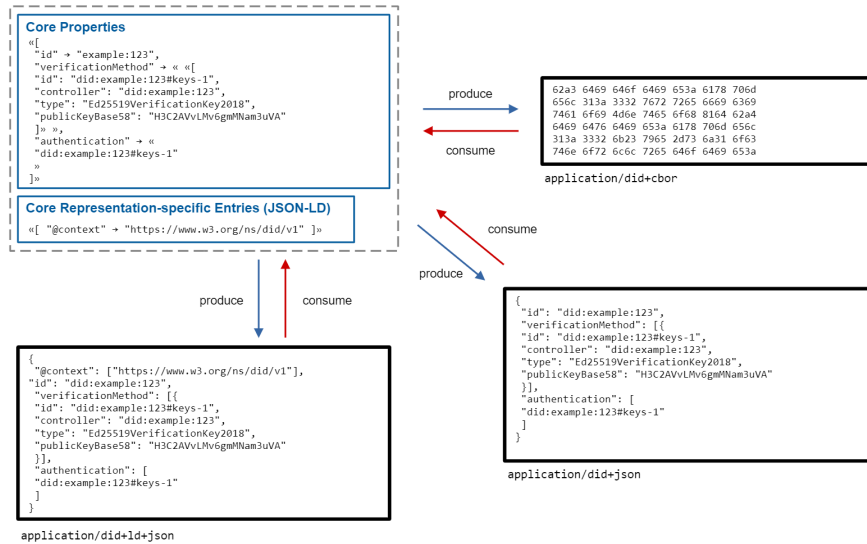 Core Properties
«[
"id" → "example:123",
"verificationMethod" → « «[
"id": "did:example:123#keys-1",
"controller": "did:example:123",
"type": "Ed25519VerificationKey2018",
"publicKeyBase58": "H3C2AVvLMv6gmMNam3uVA"
]» »,
"authentication" → «
"did:example:123#keys-1"
»
]»
Core Representation-specific Entries (JSON-LD)
«[ "@context" → "https://www.w3.org/ns/did/v1" ]»
produce
consume
62a3 6469 646f 6469 653a 6178 706d
656c 313a 3332 7672 7265 6669 6369
7461 6f69 4d6e 7465 6f68 8164 62a4
6469 6476 6469 653a 6178 706d 656c
313a 3332 6b23 7965 2d73 6a31 6f63
746e 6f72 6c6c 7265 646f 6469 653a
application/did+cbor
consume
produce
{
"id": "did:example:123",
"verificationMethod": [{
"id": "did:example:123#keys-1",
"controller": "did:example:123",
"type": "Ed25519VerificationKey2018",
"publicKeyBase58": "H3C2AVvLMv6gmMNam3uVA"
}],
"authentication": [
"did:example:123#keys-1"
]
}
application/did+json
produce
consume
{
"@context": ["https://www.w3.org/ns/did/v1"],
"id": "did:example:123",
"verificationMethod": [{
"id": "did:example:123#keys-1",
"controller": "did:example:123",
"type": "Ed25519VerificationKey2018",
"publicKeyBase58": "H3C2AVvLMv6gmMNam3uVA"
}],
"authentication": [
"did:example:123#keys-1"
]
}
application/did+ld+json